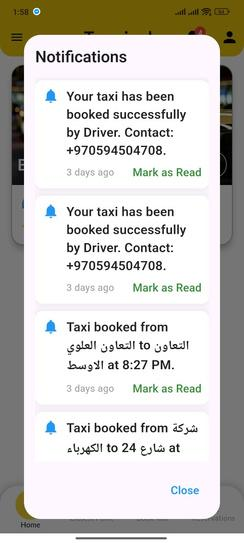 1:58
Notifications
Your taxi has been
booked successfully
by Driver. Contact:
+970594504708.
3 days ago Mark as Read
Your taxi has been
booked successfully
by Driver. Contact:
+970594504708.
3 days ago Mark as Read
Taxi booked from
التعاون العلوي to التعاون
الاوسط at 8:27 PM.
3 days ago Mark as Read
Taxi booked from شركة
الكهرباء to 24 شارع at
Close
Home
Reservations